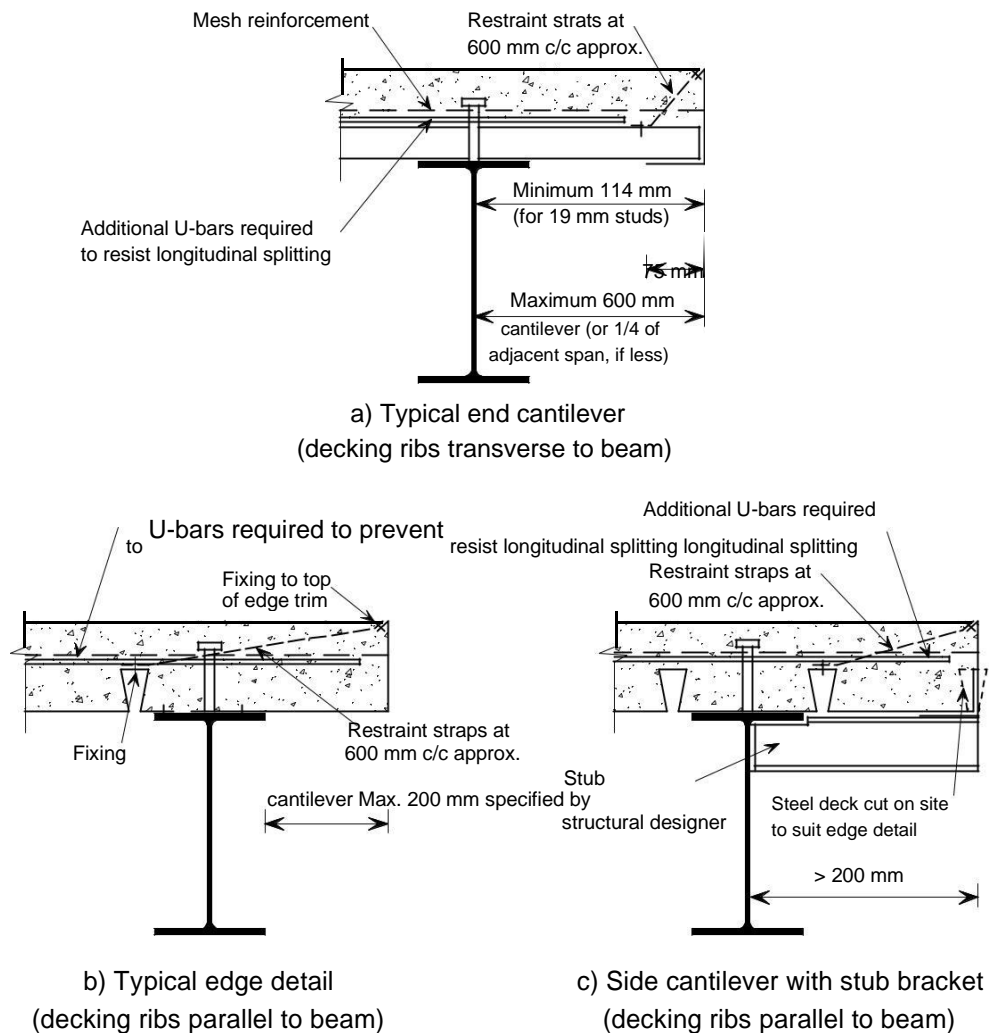 Mesh reinforcement
Restraint strats at
600 mm c/c approx.
Minimum 114 mm
(for 19 mm studs)
Additional U-bars required
to resist longitudinal splitting
75 mm
Maximum 600 mm
cantilever (or 1/4 of
adjacent span, if less)
a) Typical end cantilever
(decking ribs transverse to beam)
Additional U-bars required
to U-bars required to prevent resist longitudinal splitting longitudinal splitting
Fixing to top
of edge trim
Restraint straps at
600 mm c/c approx.
Fixing
Restraint straps at
600 mm c/c approx.
cantilever Max. 200 mm specified by
Stub
structural designer
Steel deck cut on site
to suit edge detail
> 200 mm
b) Typical edge detail
(decking ribs parallel to beam)
c) Side cantilever with stub bracket
(decking ribs parallel to beam)